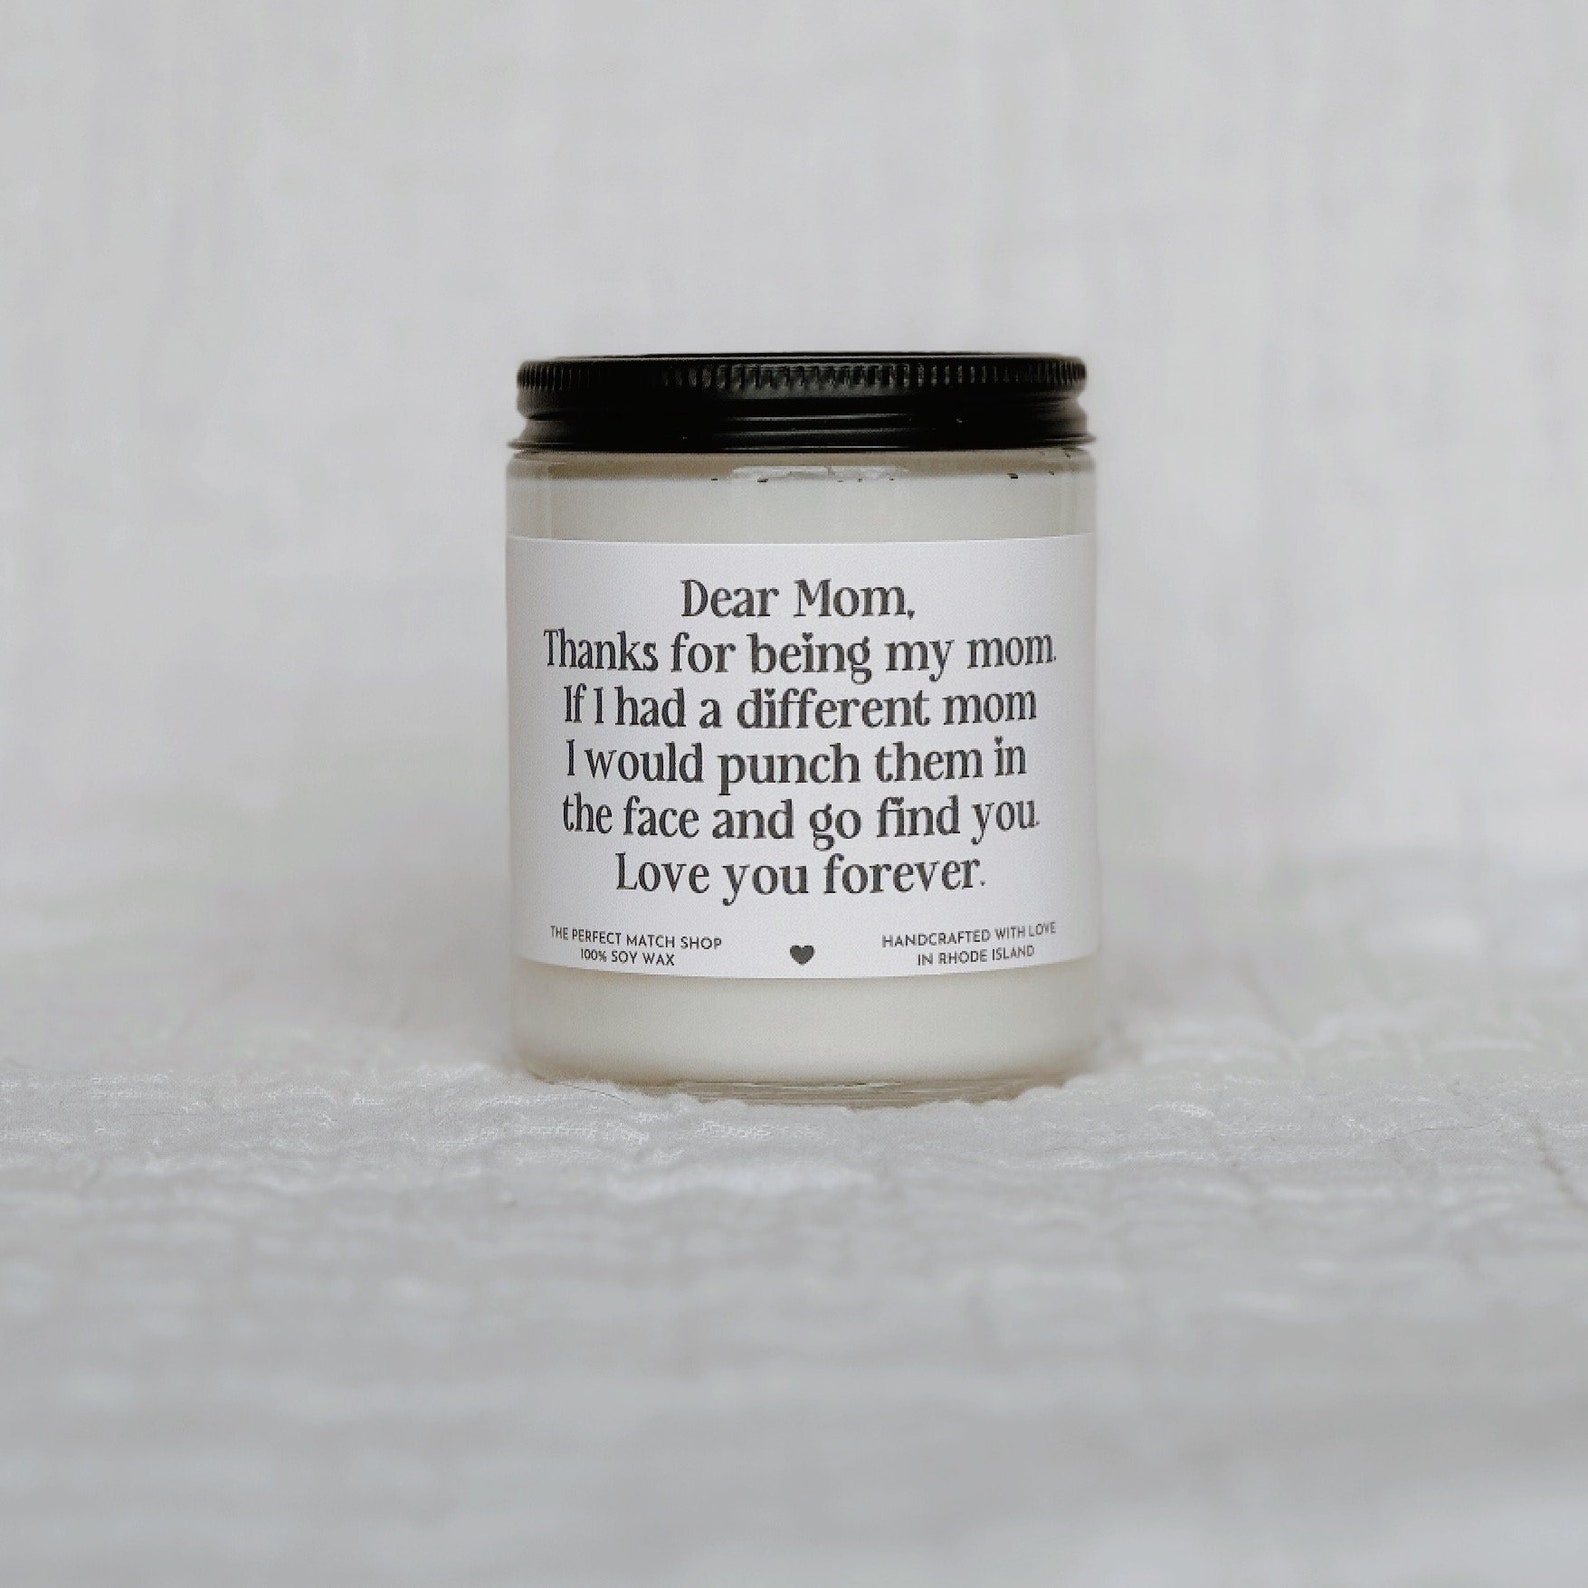 Dear Mom,
Thanks for being my mom.
If I had a different mom
I would punch them in
the face and go find you.
Love you forever.
THE PERFECT MATCH SHOP
100% SOY WAX
HANDCRAFTED WITH LOVE
IN RHODE ISLAND